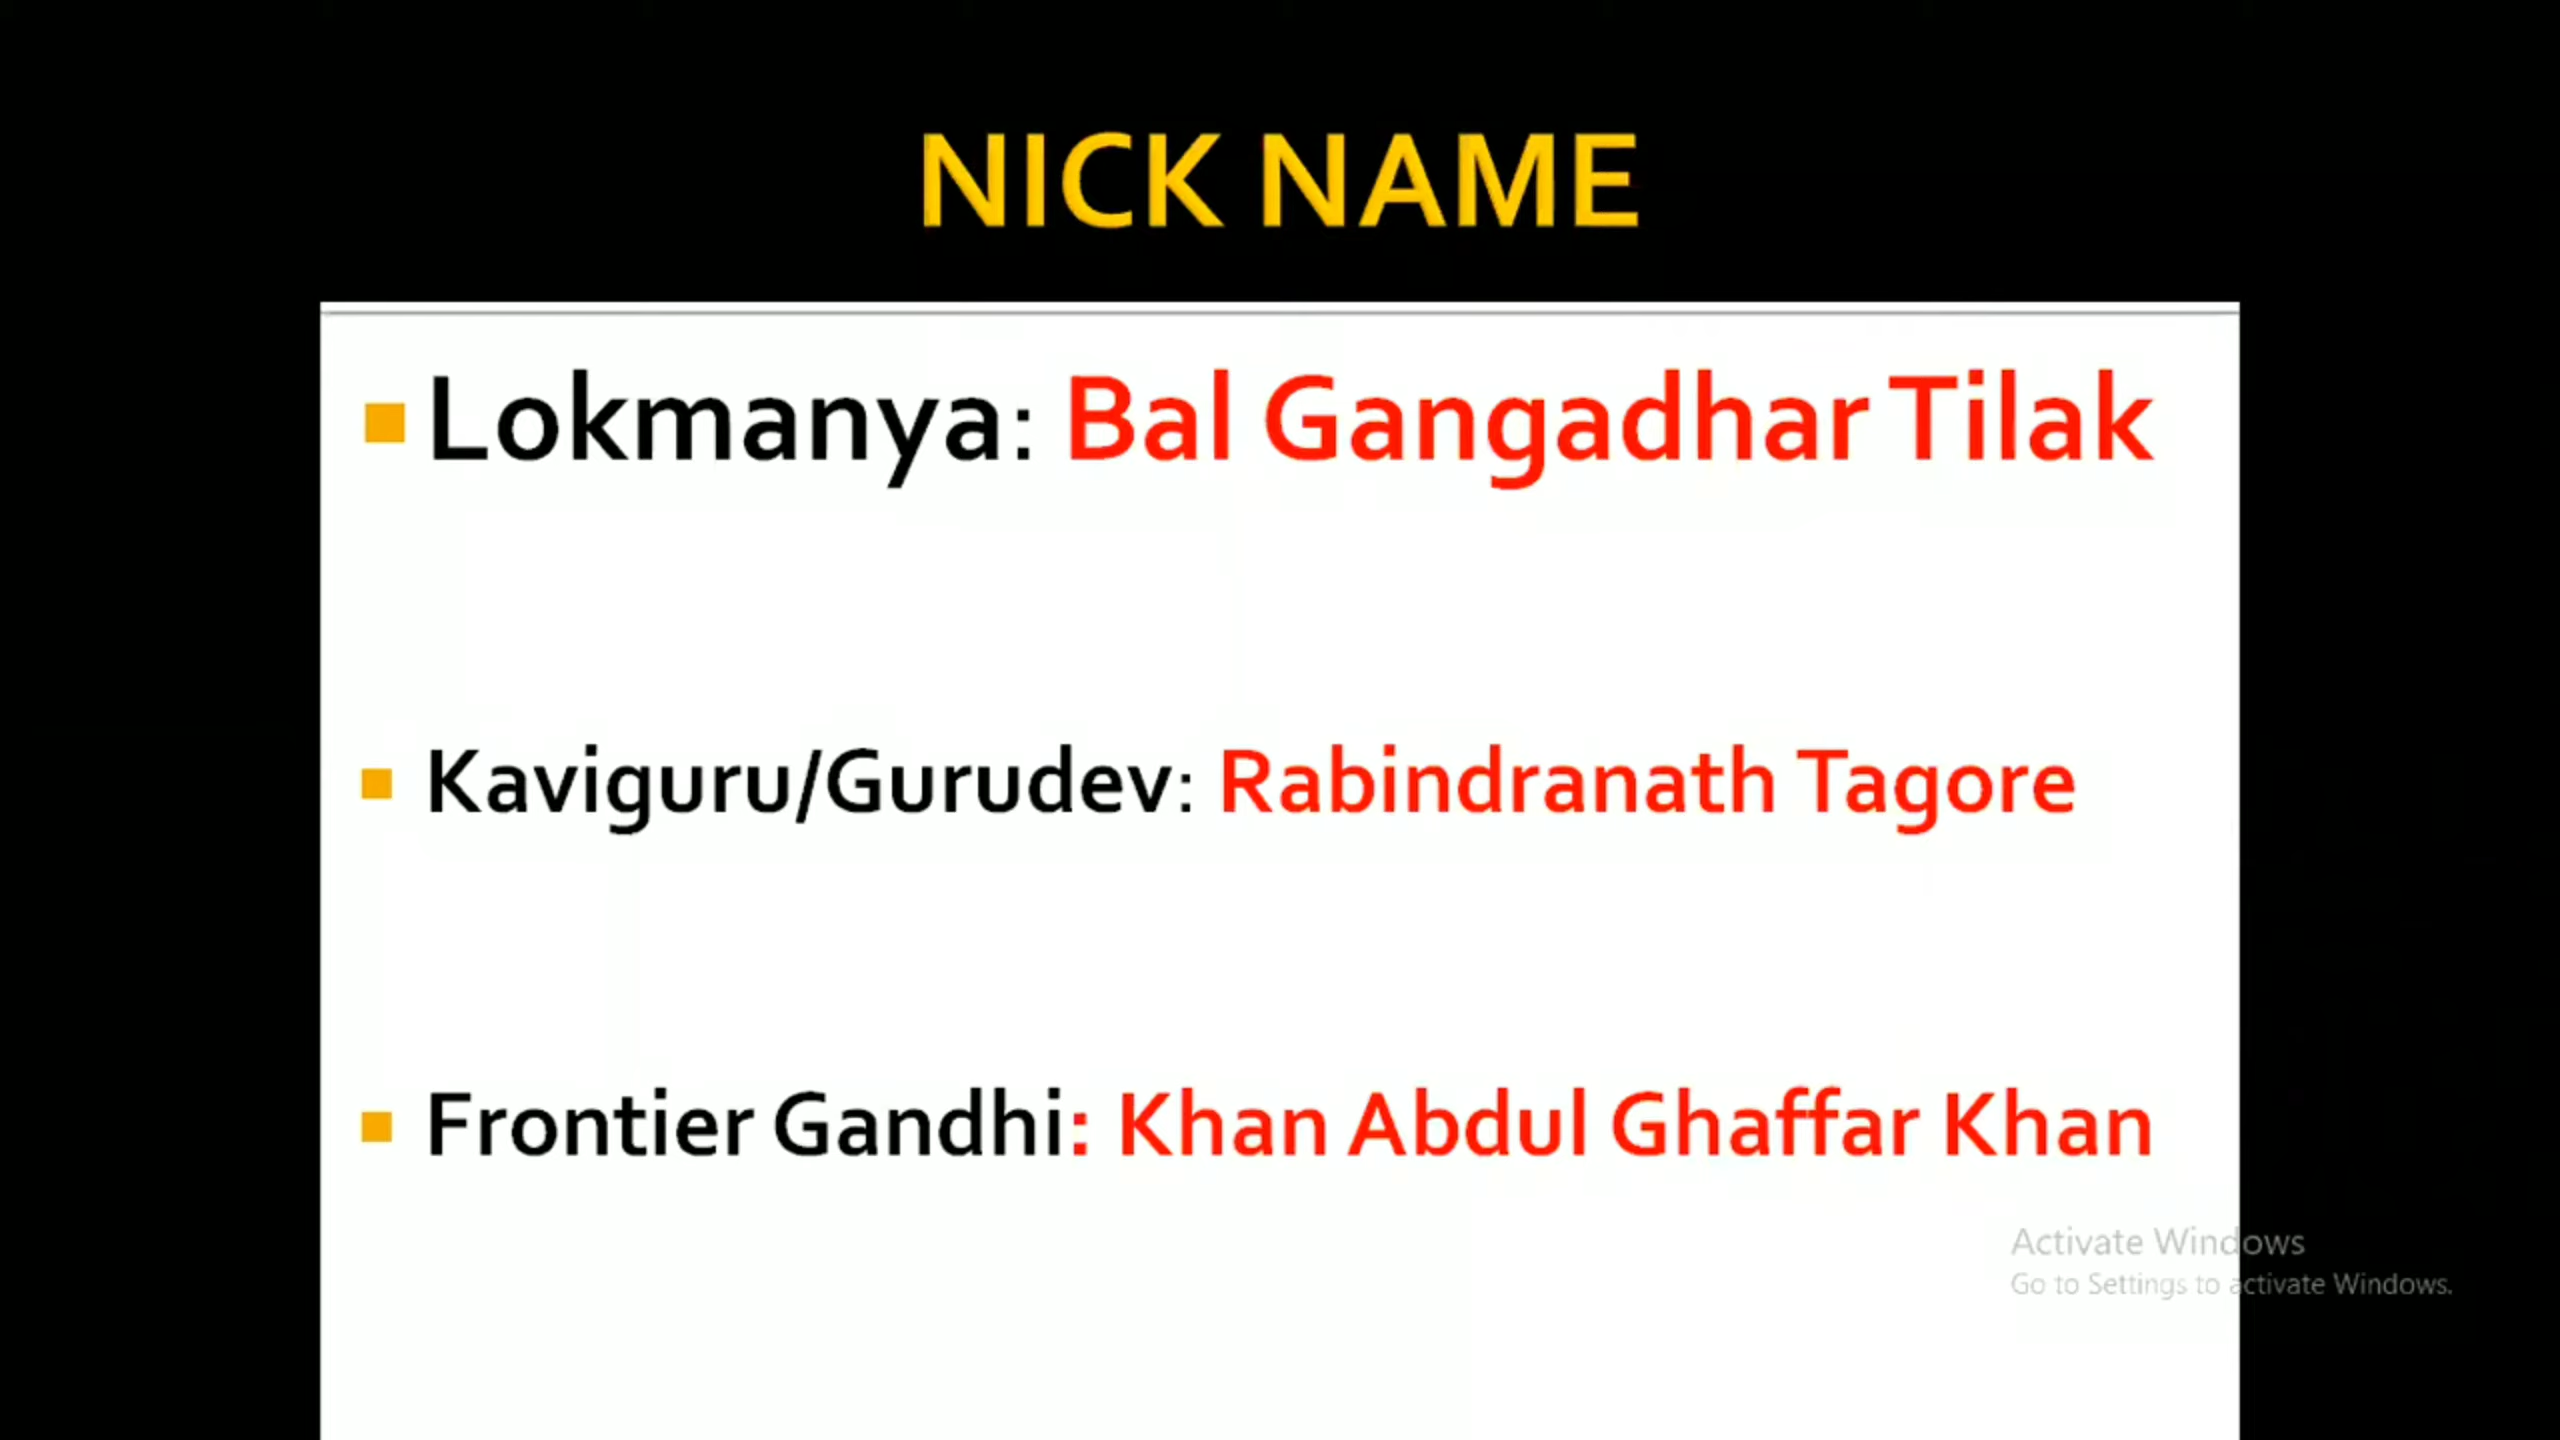 NICK NAME
Lokmanya: Bal Gangadhar Tilak
Kaviguru/Gurudev: Rabindranath Tagore
Frontier Gandhi: Khan Abdul Ghaffar Khan
Activate Windows
Go to Settings to activate Windows.